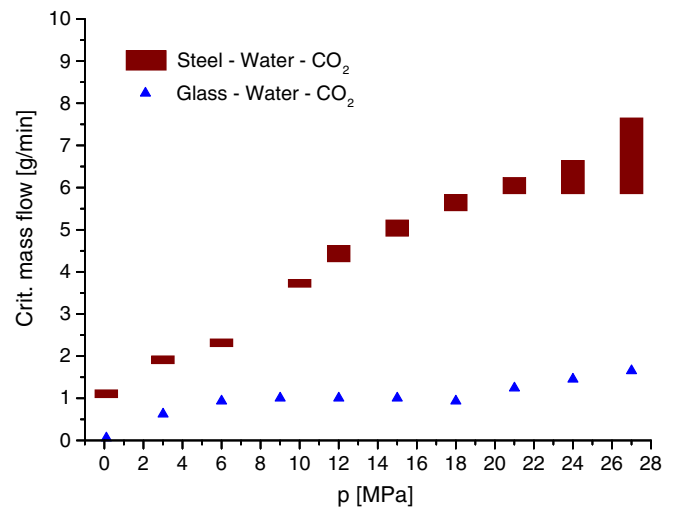 Crit. mass flow [g/min]
10
9
8
7
6
5
4
3
2
1
0
Steel - Water - CO₂
Glass - Water - CO₂
0 2 4 6 8 10 12 14 16 18 20 22 24 26 28
p [MPa]